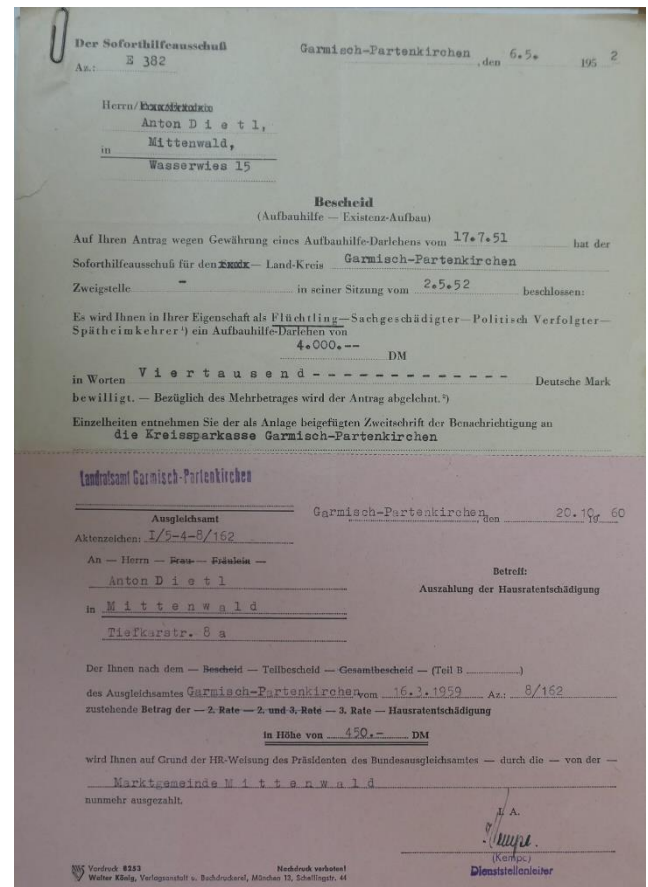 Der Soforthilfeausschuß
Garmisch-Partenkirchen, den 6.5. 1952
Az.: E 382
Herrn/
Anton D i e t l,
in Mittenwald,
Wasserwies 15
Bescheid
(Aufbauhilfe — Existenz-Aufbau)
Auf Ihren Antrag wegen Gewährung eines Aufbauhilfe-Darlehens vom 17.7.51 hat der
Soforthilfeausschuß für den — Land-Kreis Garmisch-Partenkirchen
Zweigstelle - in seiner Sitzung vom 2.5.52 beschlossen:
Es wird Ihnen in Ihrer Eigenschaft als Flüchtling—Sachgeschädigter—Politisch Verfolgter—
Spätheimkehrer¹) ein Aufbauhilfe-Darlehen von
4.000.--
DM
in Worten V i e r t a u s e n d - - - - - - - - - - - - - Deutsche Mark
bewilligt. — Bezüglich des Mehrbetrages wird der Antrag abgelehnt.²)
Einzelheiten entnehmen Sie der als Anlage beigefügten Zweitschrift der Benachrichtigung an
die Kreissparkasse Garmisch-Partenkirchen
Landratsamt Garmisch-Partenkirchen
Garmisch-Partenkirchen, den 20.10. 60
Ausgleichsamt
Aktenzeichen: I/5-4-8/162
An — Herrn — Frau — Fräulein —
Betreff:
Anton D i e t l
Auszahlung der Hausratentschädigung
in M i t t e n w a l d
Tiefkarstr. 8 a
Der Ihnen nach dem — Bescheid — Teilbescheid — Gesamtbescheid — (Teil B )
des Ausgleichsamtes Garmisch-Partenkirchen vom 16.3.1959 Az.: 8/162
zustehende Betrag der — 2. Rate — 2. und 3. Rate — 3. Rate — Hausratentschädigung
in Höhe von 450.- DM
wird Ihnen auf Grund der HR-Weisung des Präsidenten des Bundesausgleichsamtes — durch die — von der —
Marktgemeinde M i t t e n w a l d
nunmehr ausgezahlt.
I. A.
Kempe.
(Kempe)
Dienststellenleiter
Vordruck 8253 Nachdruck verboten!
Walter König, Verlagsanstalt u. Buchdruckerei, München 13, Schellingstr. 44